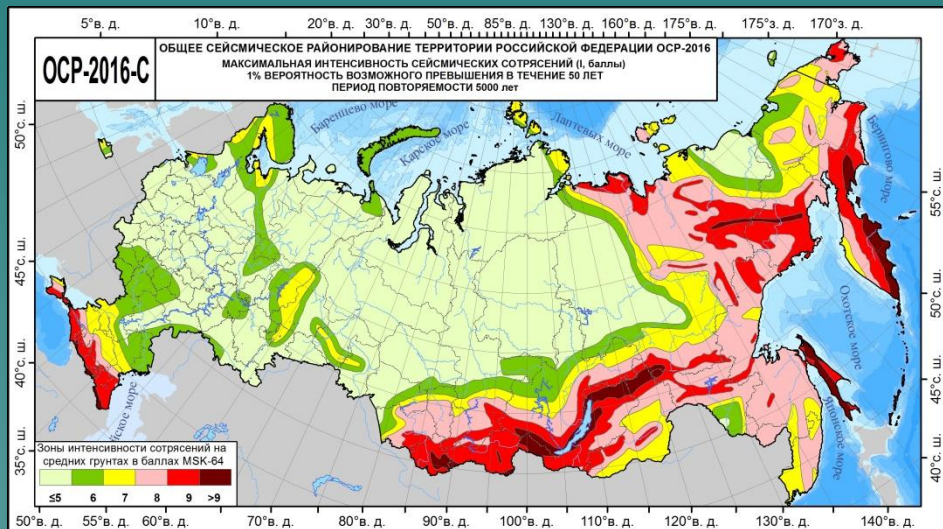 5°в. д. 10°в. д. 20°в. д. 30°в. д. 50°в. д. 85°в. д. 130°в. д. 160°в. д. 175°в. д. 175°з. д. 170°з. д.
ОСР-2016-С
ОБЩЕЕ СЕЙСМИЧЕСКОЕ РАЙОНИРОВАНИЕ ТЕРРИТОРИИ РОССИЙСКОЙ ФЕДЕРАЦИИ ОСР-2016
МАКСИМАЛЬНАЯ ИНТЕНСИВНОСТЬ СЕЙСМИЧЕСКИХ СОТРЯСЕНИЙ (I, баллы)
1% ВЕРОЯТНОСТЬ ВОЗМОЖНОГО ПРЕВЫШЕНИЯ В ТЕЧЕНИЕ 50 ЛЕТ
ПЕРИОД ПОВТОРЯЕМОСТИ 5000 лет
50°с. ш.
45°с. ш.
40°с. ш.
35°с. ш.
Баренцево море
Карское море
Лаптевых море
Берингово море
Охотское море
Японское море
йское море
55°с. ш.
50°с. ш.
45°с. ш.
40°с. ш.
Зоны интенсивности сотрясений на
средних грунтах в баллах MSK-64
≤5 6 7 8 9 >9
50°в. д. 55°в. д. 60°в. д. 70°в. д. 80°в. д. 90°в. д. 100°в. д. 110°в. д. 120°в. д. 130°в. д. 140°в. д.